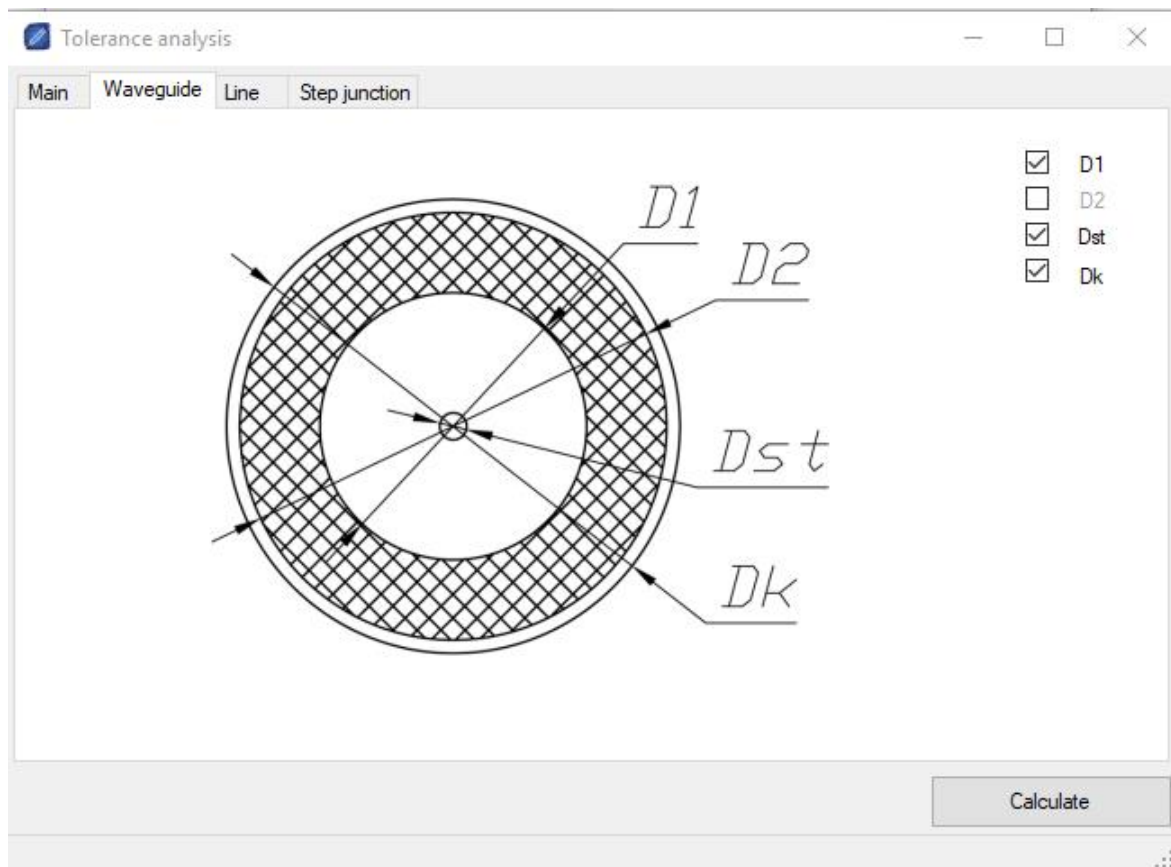 Tolerance analysis
Main Waveguide Line Step junction
D1
D2
Dst
Dk
D1
D2
Dst
Dk
Calculate